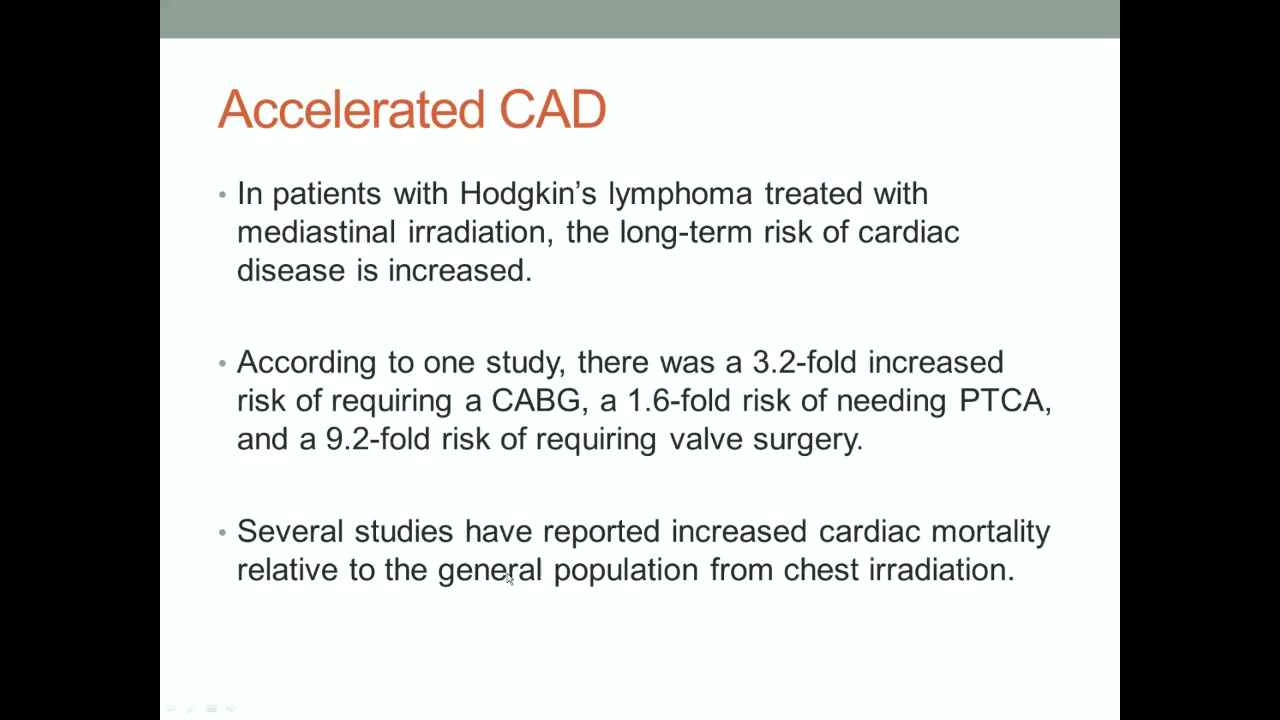 Accelerated CAD
• In patients with Hodgkin’s lymphoma treated with
mediastinal irradiation, the long-term risk of cardiac
disease is increased.
• According to one study, there was a 3.2-fold increased
risk of requiring a CABG, a 1.6-fold risk of needing PTCA,
and a 9.2-fold risk of requiring valve surgery.
• Several studies have reported increased cardiac mortality
relative to the general population from chest irradiation.